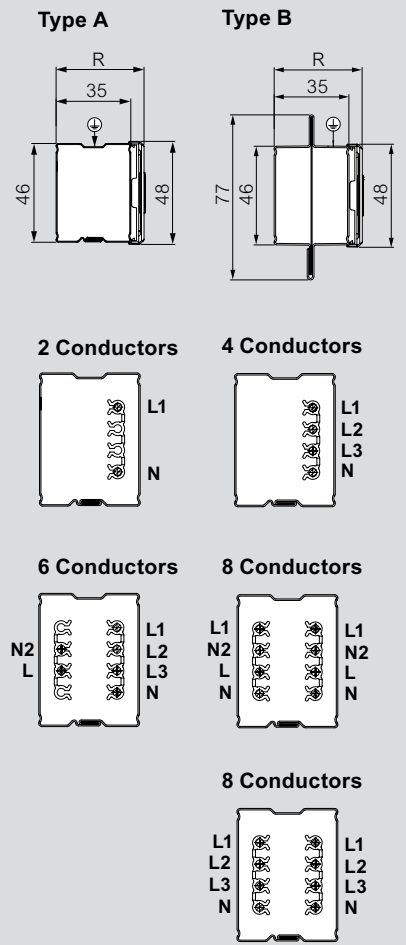 Type A
Type B
R
35
46
48
R
35
77
46
48
2 Conductors
L1
N
4 Conductors
L1
L2
L3
N
6 Conductors
N2
L
L1
L2
L3
N
8 Conductors
L1
N2
L
N
L1
N2
L
N
8 Conductors
L1
L2
L3
N
L1
L2
L3
N